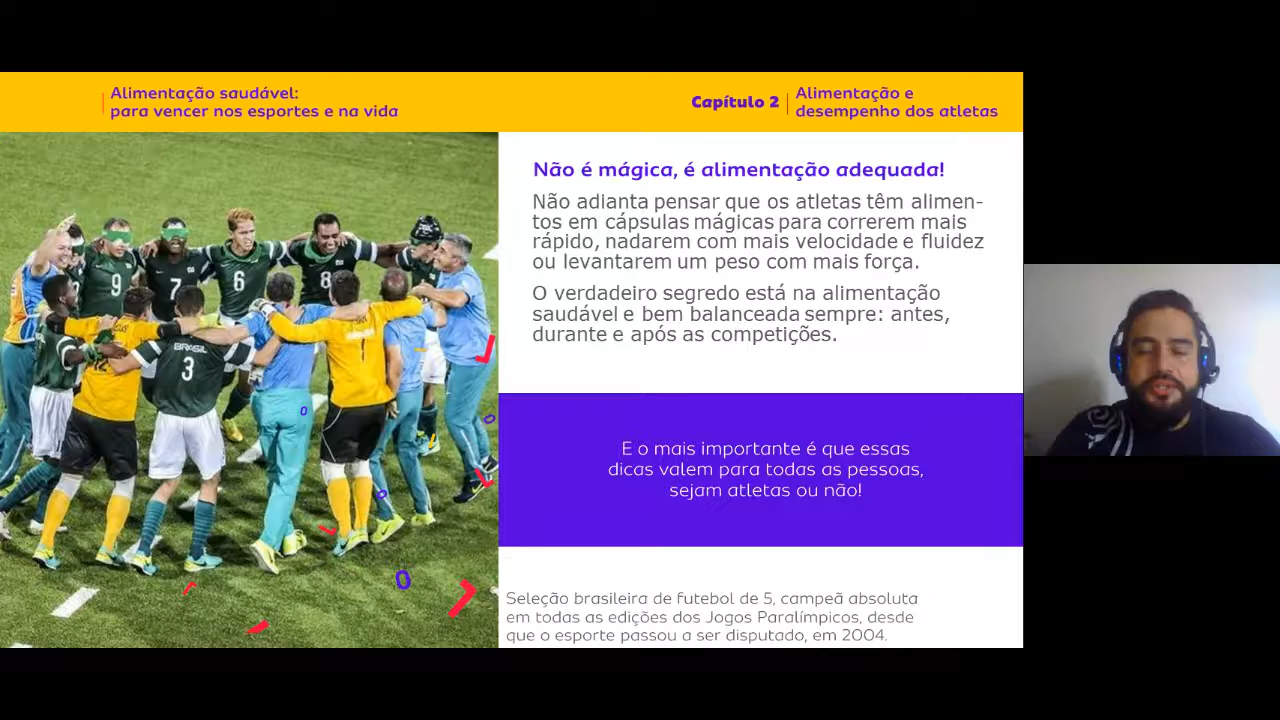 Alimentação saudável:
para vencer nos esportes e na vida
Capítulo 2
Alimentação e
desempenho dos atletas
Não é mágica, é alimentação adequada!
Não adianta pensar que os atletas têm alimen-
tos em cápsulas mágicas para correrem mais
rápido, nadarem com mais velocidade e fluidez
ou levantarem um peso com mais força.
O verdadeiro segredo está na alimentação
saudável e bem balanceada sempre: antes,
durante e após as competições.
9
7
6
8
BRASIL
3
1
12
E o mais importante é que essas
dicas valem para todas as pessoas,
sejam atletas ou não!
Seleção brasileira de futebol de 5, campeã absoluta
em todas as edições dos Jogos Paralímpicos, desde
que o esporte passou a ser disputado, em 2004.